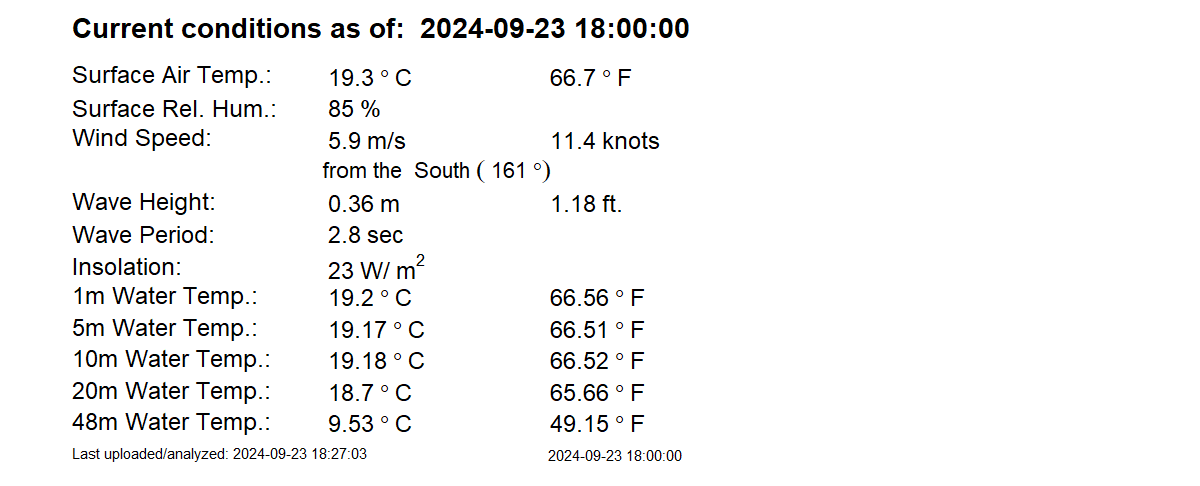 Current conditions as of: 2024-09-23 18:00:00
Surface Air Temp.: 19.3 ° C 66.7 ° F
Surface Rel. Hum.: 85 %
Wind Speed: 5.9 m/s 11.4 knots
from the South ( 161 °)
Wave Height: 0.36 m 1.18 ft.
Wave Period: 2.8 sec
Insolation: 23 W/ m²
1m Water Temp.: 19.2 ° C 66.56 ° F
5m Water Temp.: 19.17 ° C 66.51 ° F
10m Water Temp.: 19.18 ° C 66.52 ° F
20m Water Temp.: 18.7 ° C 65.66 ° F
48m Water Temp.: 9.53 ° C 49.15 ° F
Last uploaded/analyzed: 2024-09-23 18:27:03 2024-09-23 18:00:00